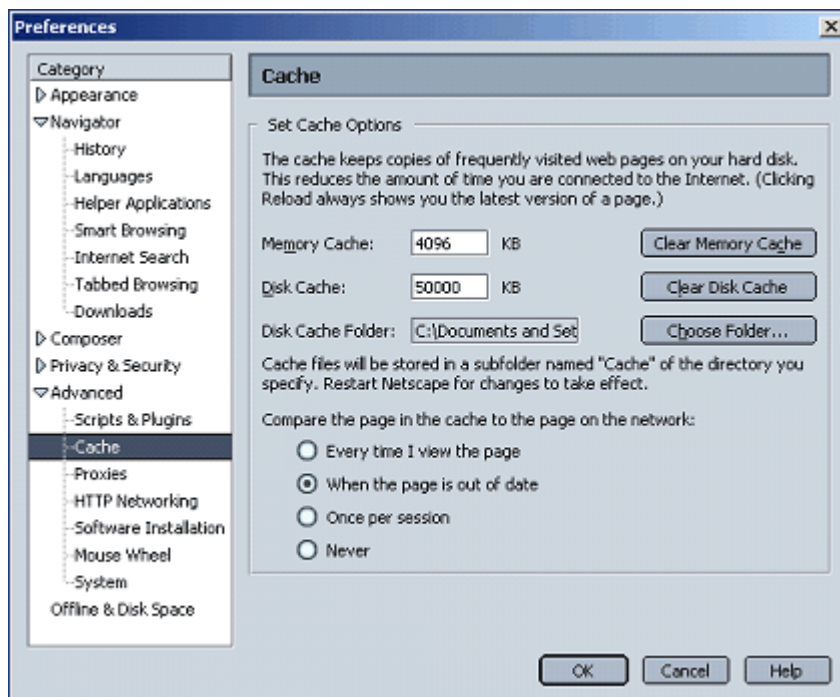 Preferences
Category
Appearance
Navigator
History
Languages
Helper Applications
Smart Browsing
Internet Search
Tabbed Browsing
Downloads
Composer
Privacy & Security
Advanced
Scripts & Plugins
Cache
Proxies
HTTP Networking
Software Installation
Mouse Wheel
System
Offline & Disk Space
Cache
Set Cache Options
The cache keeps copies of frequently visited web pages on your hard disk.
This reduces the amount of time you are connected to the Internet. (Clicking
Reload always shows you the latest version of a page.)
Memory Cache: 4096 KB Clear Memory Cache
Disk Cache: 50000 KB Clear Disk Cache
Disk Cache Folder: C:\Documents and Set Choose Folder...
Cache files will be stored in a subfolder named "Cache" of the directory you
specify. Restart Netscape for changes to take effect.
Compare the page in the cache to the page on the network:
Every time I view the page
When the page is out of date
Once per session
Never
OK Cancel Help